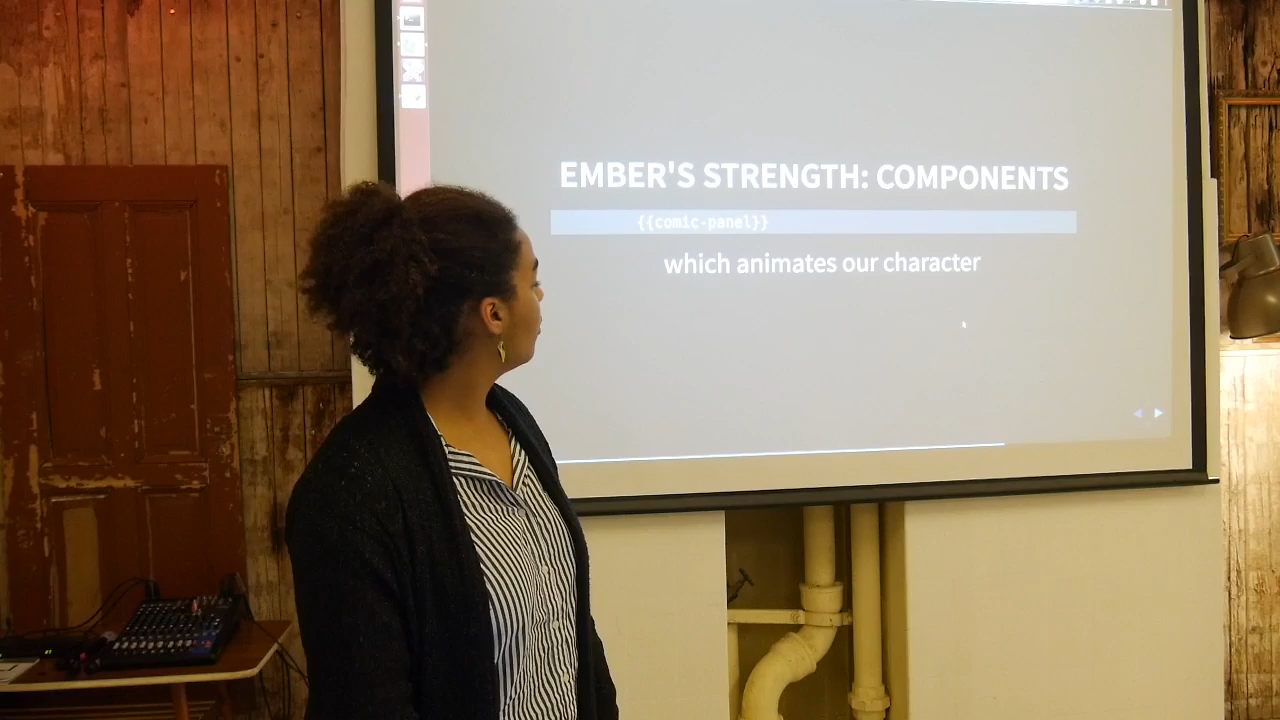 EMBER'S STRENGTH: COMPONENTS
{{comic-panel}}
which animates our character